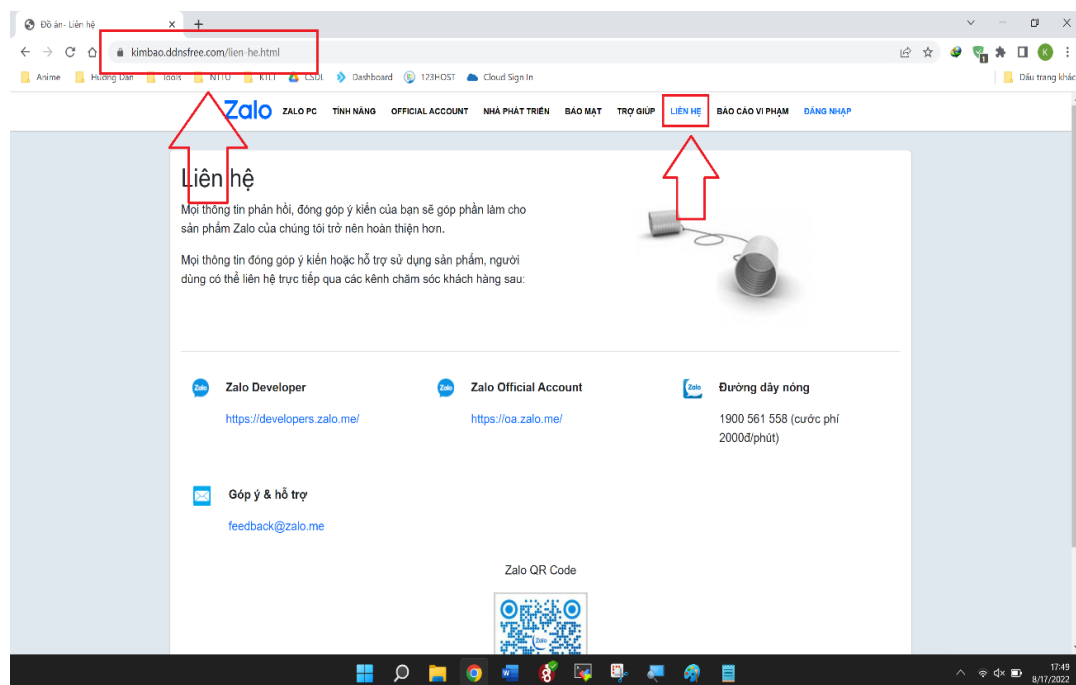 Đồ án- Liên hệ
kimbao.ddnsfree.com/lien-he.html
K
Anime Hướng Dẫn Tools NTTU KTLT CSDL Dashboard 123HOST Cloud Sign In Dấu trang khác
Zalo ZALO PC TÍNH NĂNG OFFICIAL ACCOUNT NHÀ PHÁT TRIỂN BẢO MẬT TRỢ GIÚP LIÊN HỆ BÁO CÁO VI PHẠM ĐĂNG NHẬP
Liên hệ
Mọi thông tin phản hồi, đóng góp ý kiến của bạn sẽ góp phần làm cho
sản phẩm Zalo của chúng tôi trở nên hoàn thiện hơn.
Mọi thông tin đóng góp ý kiến hoặc hỗ trợ sử dụng sản phẩm, người
dùng có thể liên hệ trực tiếp qua các kênh chăm sóc khách hàng sau:
Zalo Zalo Developer
https://developers.zalo.me/
Zalo Zalo Official Account
https://oa.zalo.me/
Zalo Đường dây nóng
1900 561 558 (cước phí
2000đ/phút)
Góp ý & hỗ trợ
feedback@zalo.me
Zalo QR Code
Zalo
17:49
8/17/2022